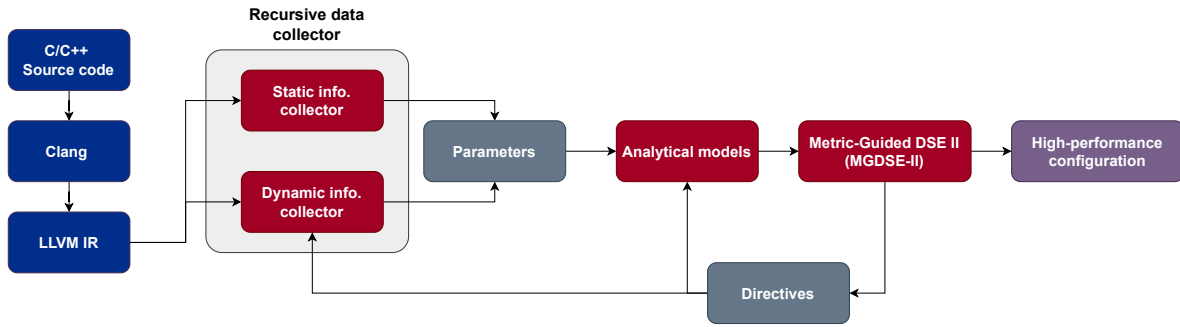 Recursive data
collector
C/C++
Source code
Clang
LLVM IR
Static info.
collector
Dynamic info.
collector
Parameters
Analytical models
Metric-Guided DSE II
(MGDSE-II)
High-performance
configuration
Directives